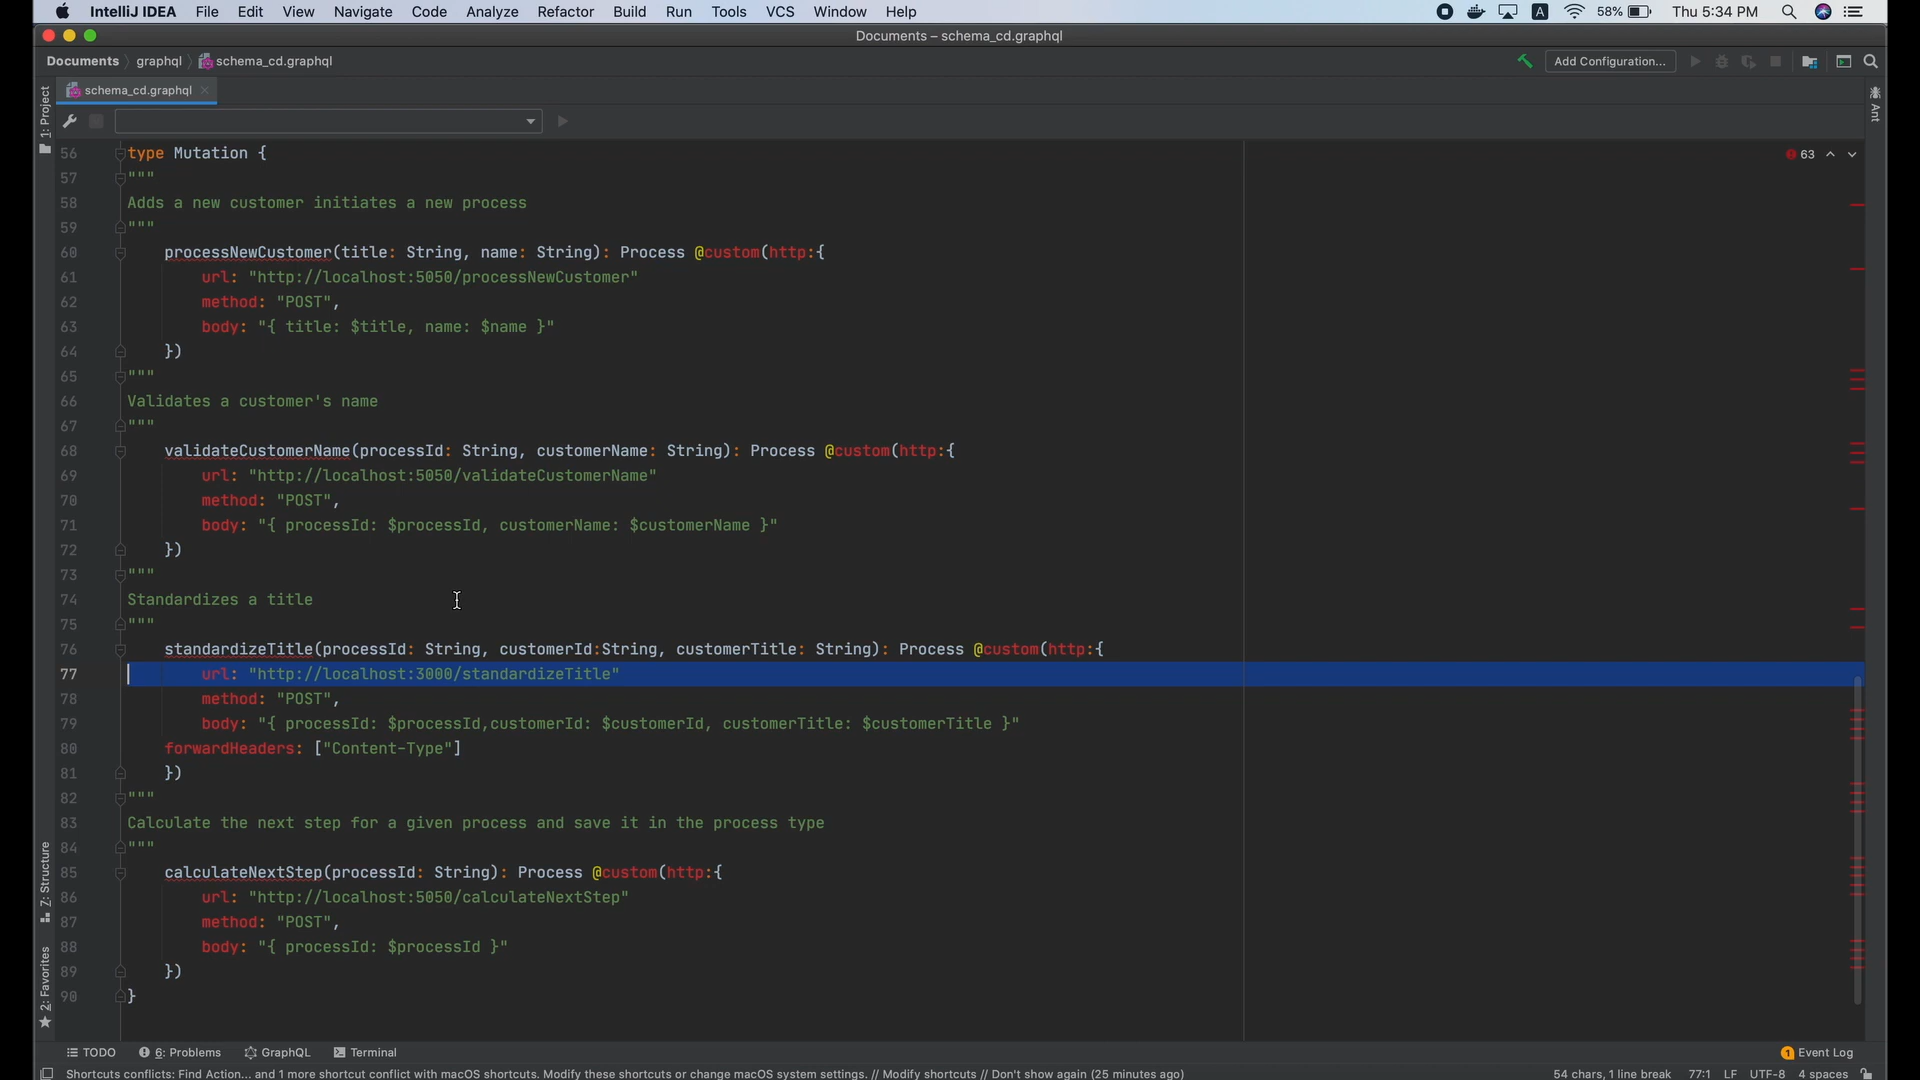 IntelliJ IDEA File Edit View Navigate Code Analyze Refactor Build Run Tools VCS Window Help A 58% Thu 5:34 PM
Documents – schema_cd.graphql
Documents graphql schema_cd.graphql Add Configuration...
schema_cd.graphql
1: Project
Ant
63
56 type Mutation {
57 """
58 Adds a new customer initiates a new process
59 """
60 processNewCustomer(title: String, name: String): Process @custom(http:{
61 url: "http://localhost:5050/processNewCustomer"
62 method: "POST",
63 body: "{ title: $title, name: $name }"
64 })
65 """
66 Validates a customer's name
67 """
68 validateCustomerName(processId: String, customerName: String): Process @custom(http:{
69 url: "http://localhost:5050/validateCustomerName"
70 method: "POST",
71 body: "{ processId: $processId, customerName: $customerName }"
72 })
73 """
74 Standardizes a title
75 """
76 standardizeTitle(processId: String, customerId:String, customerTitle: String): Process @custom(http:{
77 url: "http://localhost:3000/standardizeTitle"
78 method: "POST",
79 body: "{ processId: $processId,customerId: $customerId, customerTitle: $customerTitle }"
80 forwardHeaders: ["Content-Type"]
81 })
82 """
83 Calculate the next step for a given process and save it in the process type
84 """
85 calculateNextStep(processId: String): Process @custom(http:{
86 url: "http://localhost:5050/calculateNextStep"
87 method: "POST",
88 body: "{ processId: $processId }"
89 })
90 }
7: Structure
2: Favorites
TODO 6: Problems GraphQL Terminal 1 Event Log
Shortcuts conflicts: Find Action... and 1 more shortcut conflict with macOS shortcuts. Modify these shortcuts or change macOS system settings. // Modify shortcuts // Don't show again (25 minutes ago) 54 chars, 1 line break 77:1 LF UTF-8 4 spaces